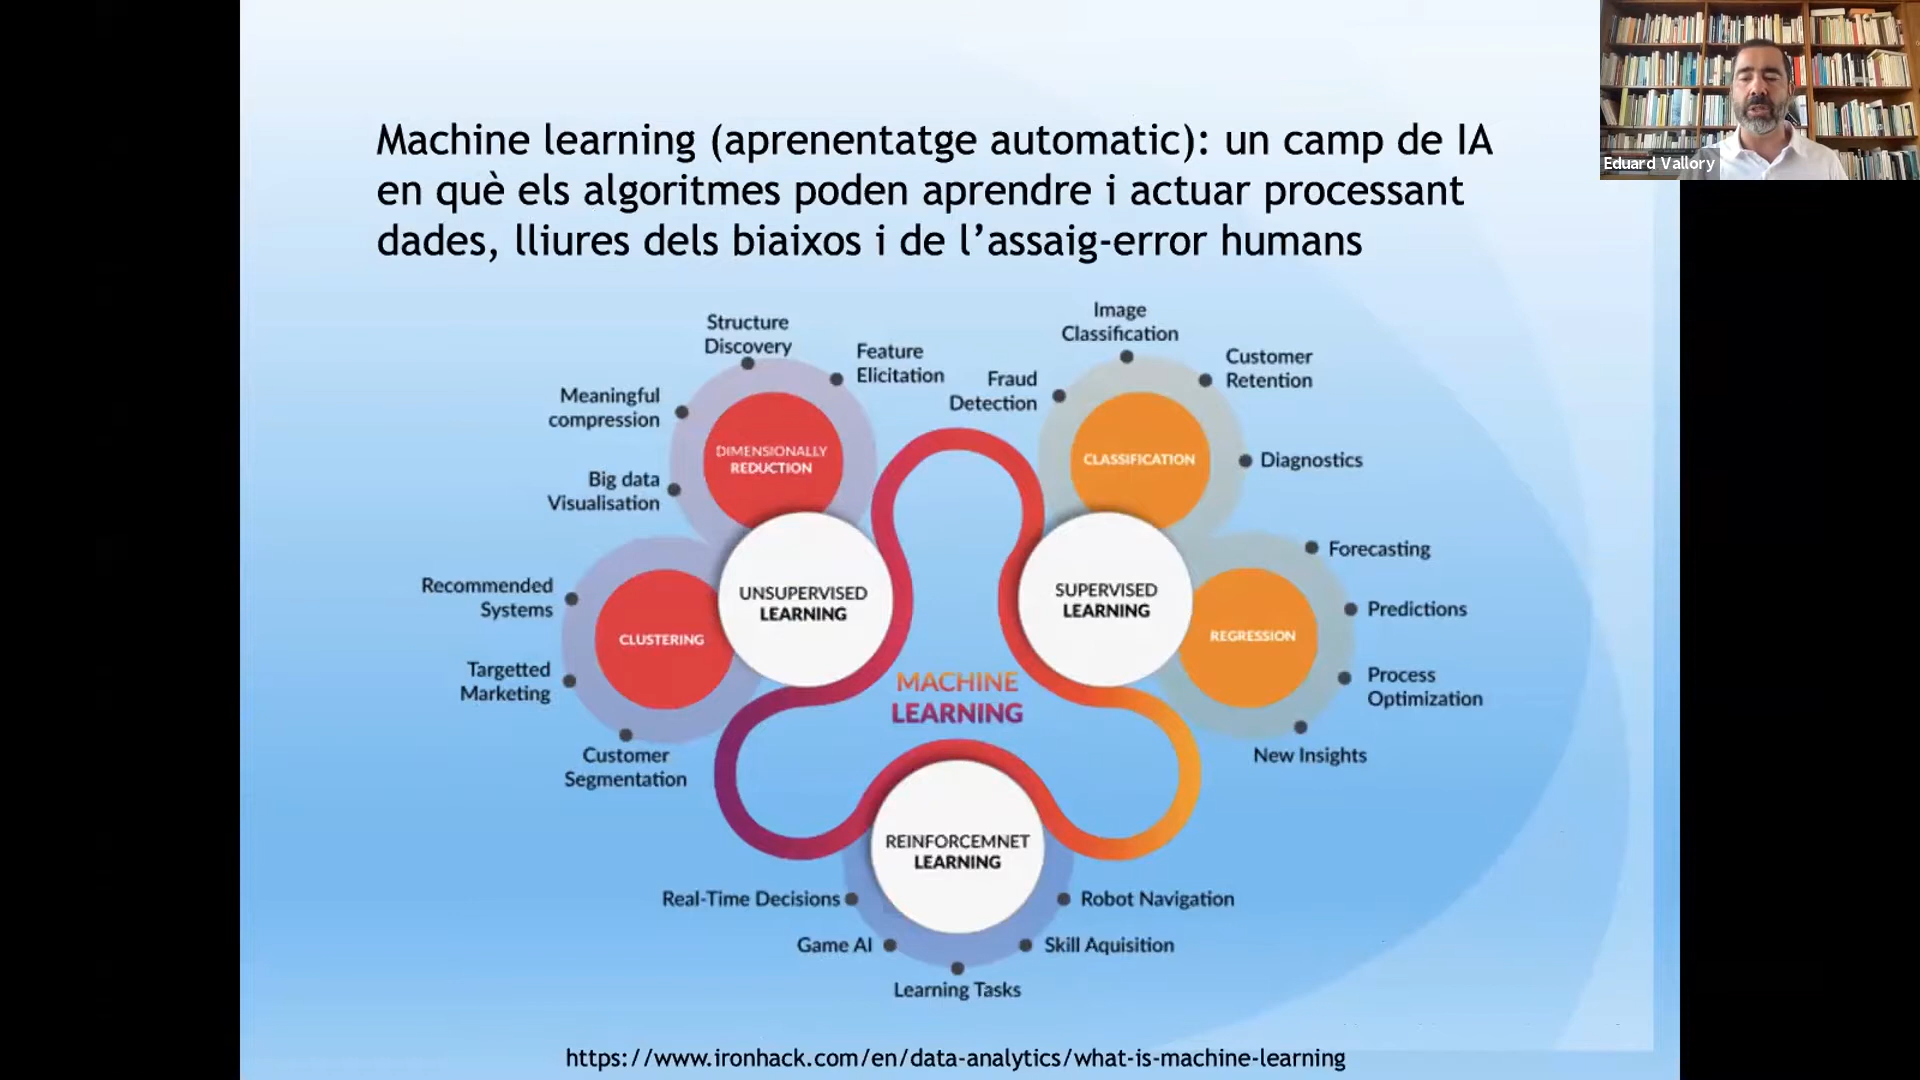 Machine learning (aprenentatge automatic): un camp de IA
en què els algoritmes poden aprendre i actuar processant
dades, lliures dels biaixos i de l’assaig-error humans
Eduard Vallory
Structure
Discovery
Feature
Elicitation
Meaningful
compression
Big data
Visualisation
DIMENSIONALLY
REDUCTION
Recommended
Systems
Targetted
Marketing
Customer
Segmentation
CLUSTERING
UNSUPERVISED
LEARNING
Image
Classification
Fraud
Detection
Customer
Retention
Diagnostics
CLASSIFICATION
SUPERVISED
LEARNING
REGRESSION
Forecasting
Predictions
Process
Optimization
New Insights
MACHINE
LEARNING
REINFORCEMNET
LEARNING
Real-Time Decisions
Game AI
Learning Tasks
Skill Aquisition
Robot Navigation
https://www.ironhack.com/en/data-analytics/what-is-machine-learning